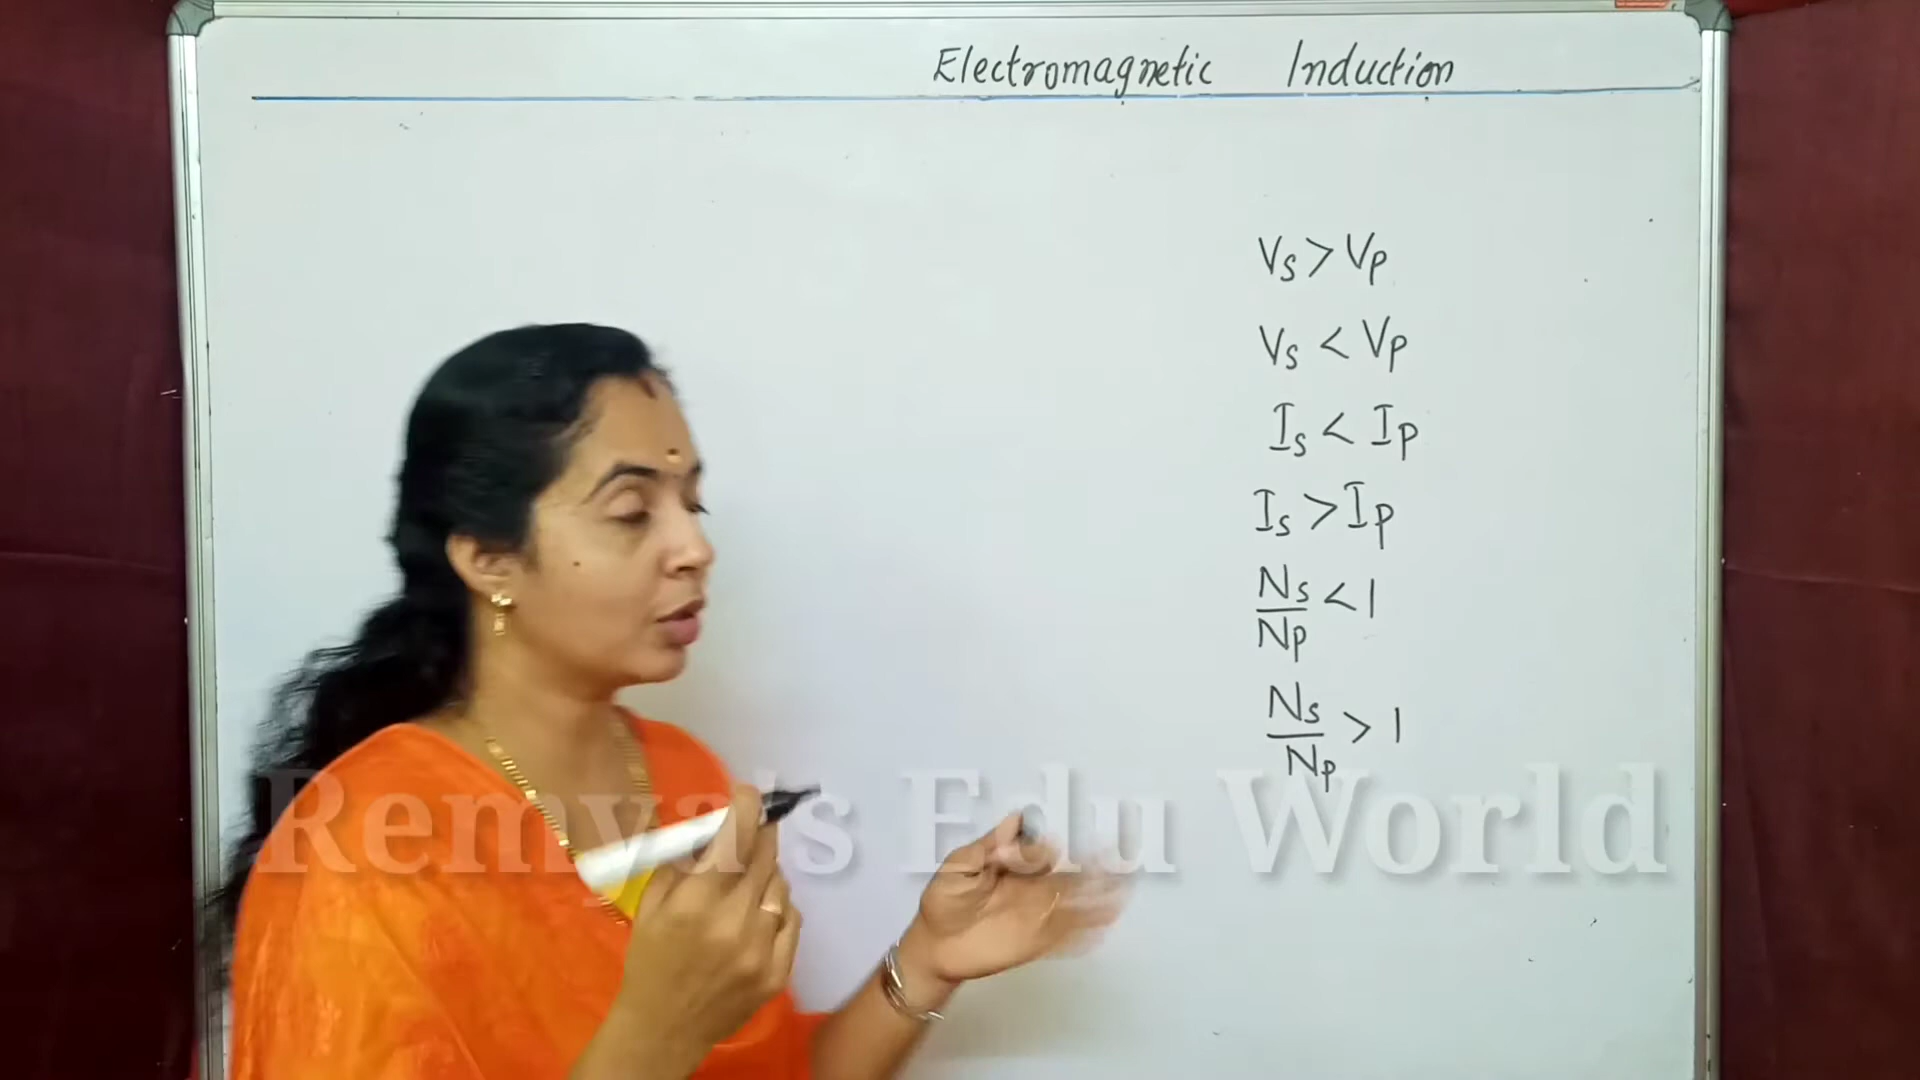 Electromagnetic Induction
Vs > Vp
Vs < Vp
Is < Ip
Is > Ip
Ns/Np < 1
Ns/Np > 1
Remya's Edu World